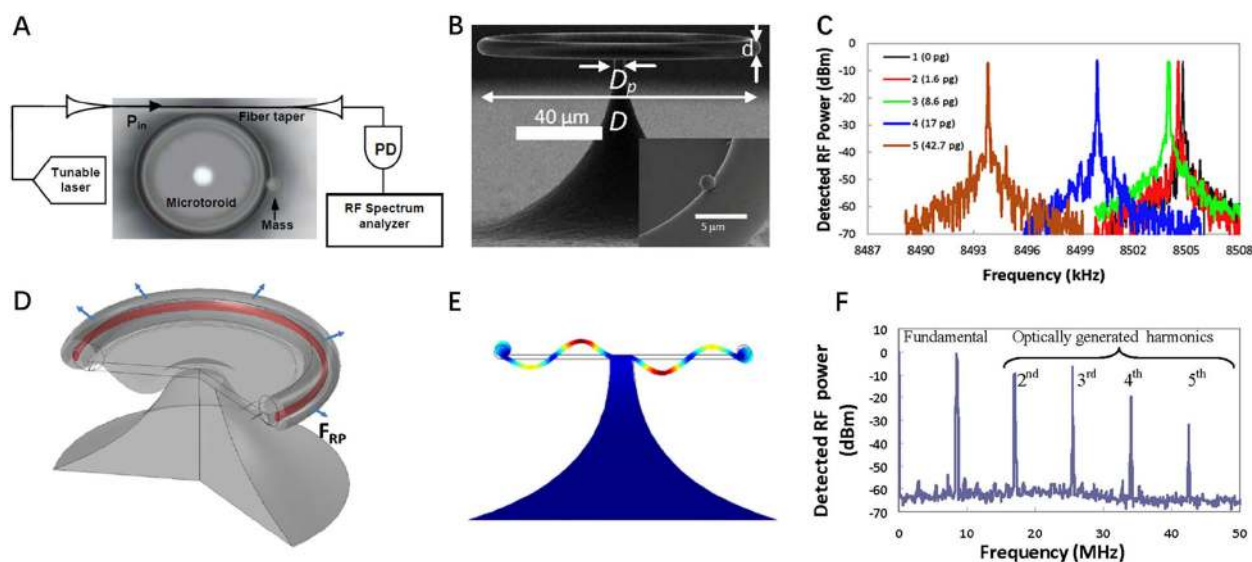 A
P_in
Fiber taper
PD
Tunable
laser
Microtoroid
Mass
RF Spectrum
analyzer
B
d
D_p
40 µm
D
5 µm
C
Detected RF Power (dBm)
0
-10
-20
-30
-40
-50
-60
-70
1 (0 pg)
2 (1.6 pg)
3 (8.6 pg)
4 (17 pg)
5 (42.7 pg)
8487 8490 8493 8496 8499 8502 8505 8508
Frequency (kHz)
D
F_RP
E
F
Detected RF power
(dBm)
10
0
-10
-20
-30
-40
-50
-60
-70
Fundamental
Optically generated harmonics
2nd 3rd 4th 5th
0 10 20 30 40 50
Frequency (MHz)